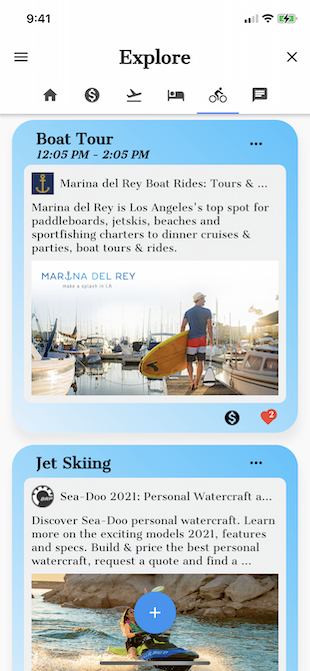 9:41
Explore
Boat Tour
12:05 PM - 2:05 PM
Marina del Rey Boat Rides: Tours & ...
Marina del Rey is Los Angeles's top spot for
paddleboards, jetskis, beaches and
sportfishing charters to dinner cruises &
parties, boat tours & rides.
MARINA DEL REY
make a splash in LA
2
Jet Skiing
Sea-Doo 2021: Personal Watercraft a...
Discover Sea-Doo personal watercraft. Learn
more on the exciting models 2021, features
and specs. Build & price the best personal
watercraft, request a quote and find a ...